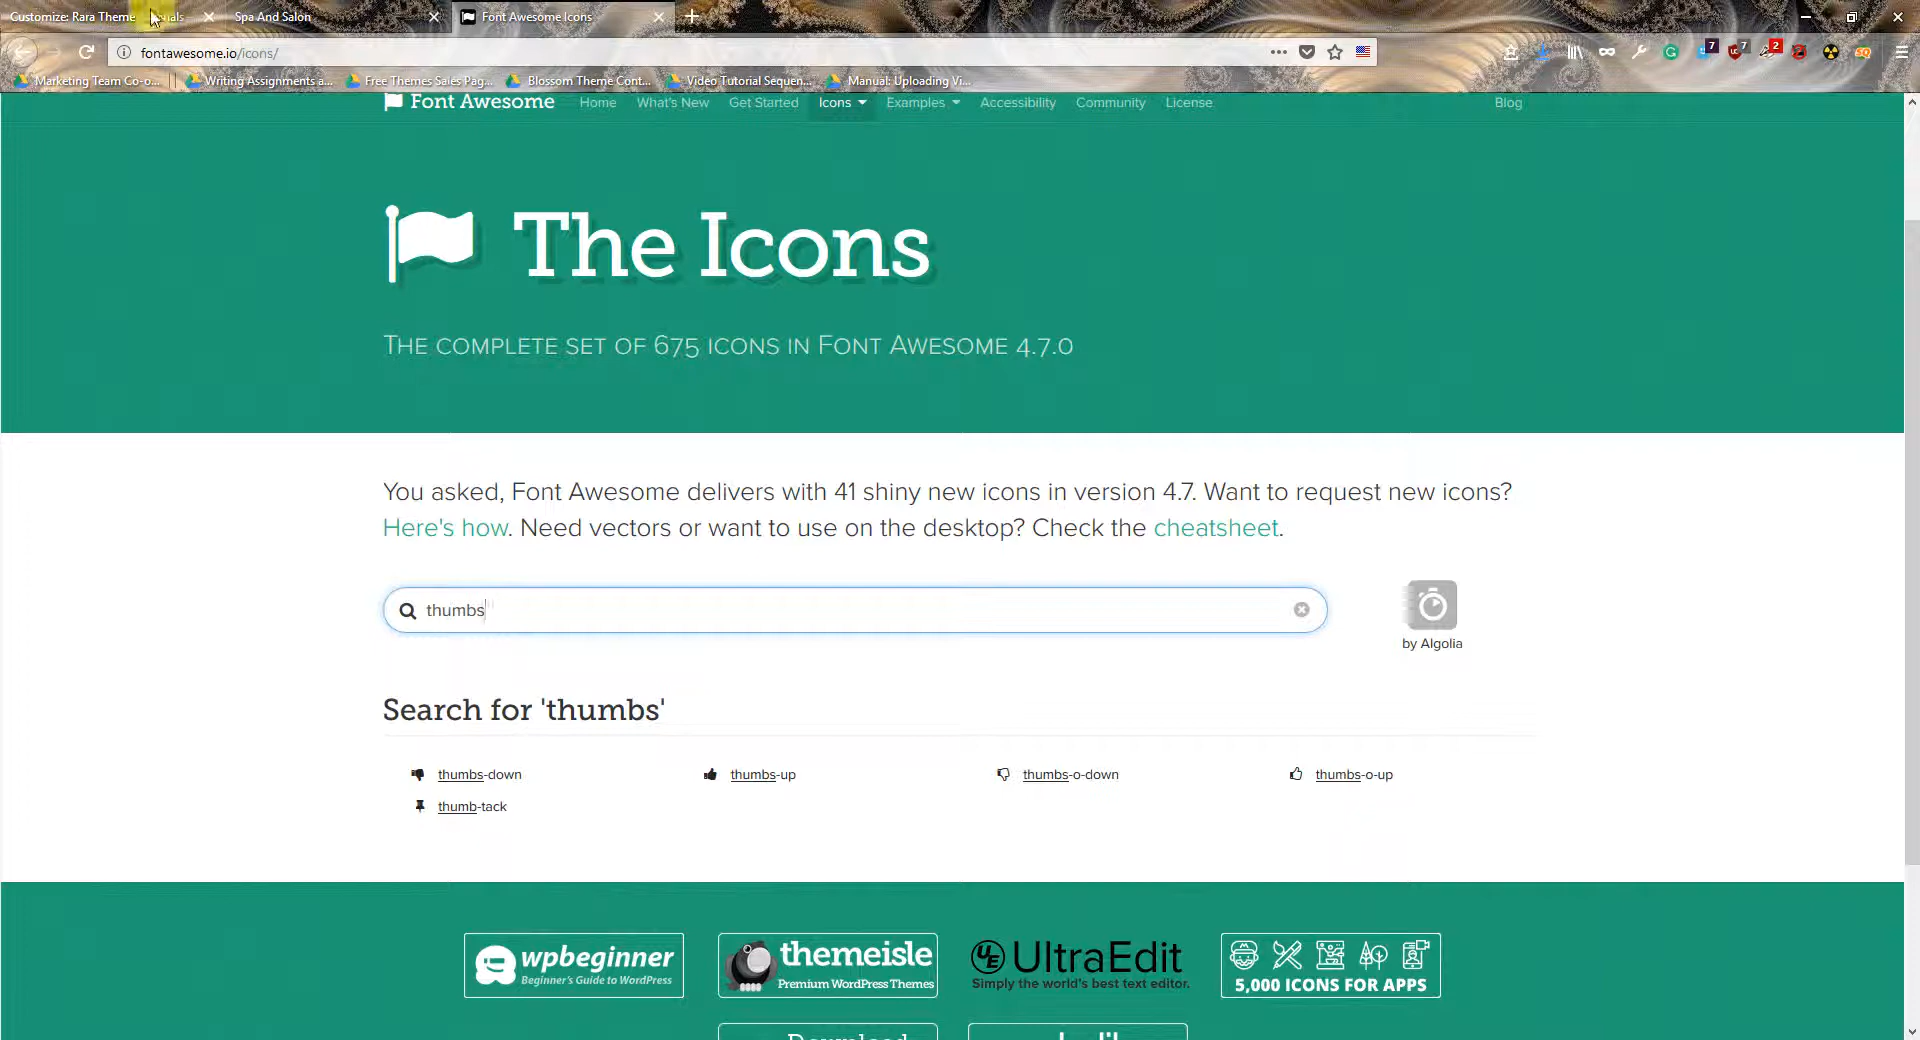 Customize: Rara Theme
Spa And Salon
Font Awesome Icons
fontawesome.io/icons/
7 7 2
Marketing Team Co-o...
Writing Assignments a...
Free Themes Sales Pag...
Blossom Theme Cont...
Video Tutorial Sequen...
Manual: Uploading Vi...
Font Awesome Home What's New Get Started Icons Examples Accessibility Community License Blog
The Icons
The complete set of 675 icons in Font Awesome 4.7.0
You asked, Font Awesome delivers with 41 shiny new icons in version 4.7. Want to request new icons?
Here's how. Need vectors or want to use on the desktop? Check the cheatsheet.
thumbs
by Algolia
Search for 'thumbs'
thumbs-down thumbs-up thumbs-o-down thumbs-o-up
thumb-tack
wpbeginner
Beginner's Guide to WordPress
themeisle
Premium WordPress Themes
UE UltraEdit
Simply the world's best text editor.
5,000 ICONS FOR APPS